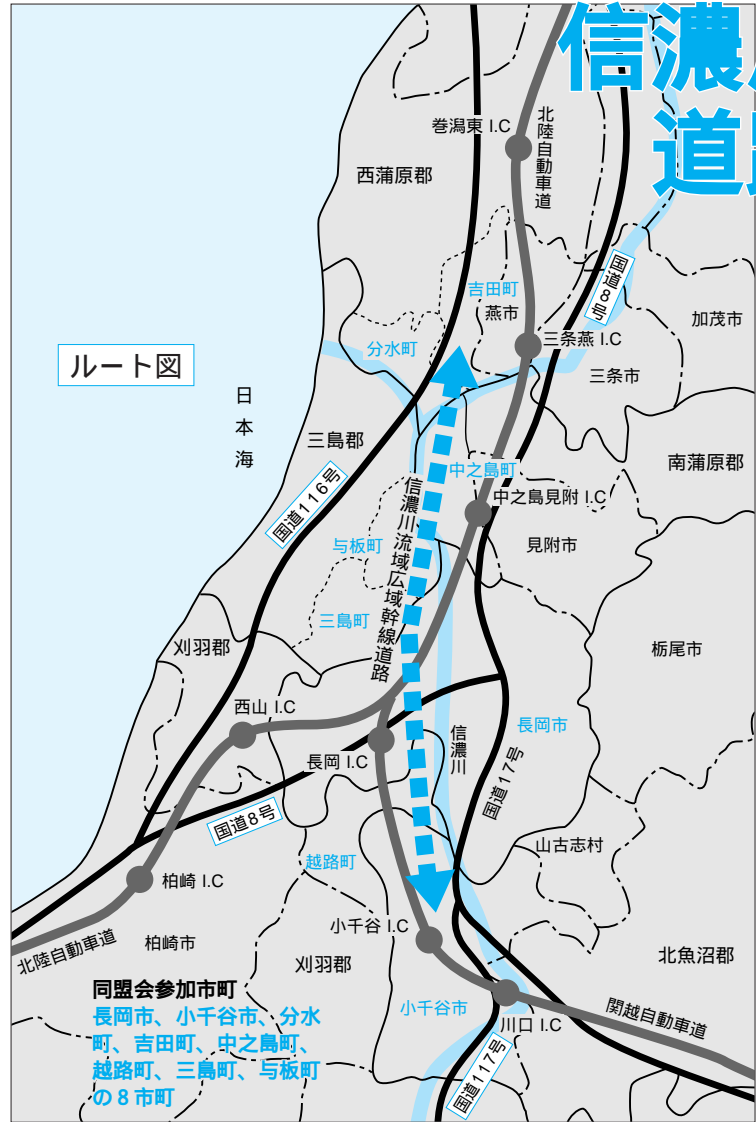 信濃
道路
巻潟東 I.C
北陸自動車道
西蒲原郡
国道8号
吉田町
燕市
加茂市
分水町
三条燕 I.C
ルート図
三条市
日本海
三島郡
中之島町
南蒲原郡
国道116号
信濃川流域広域幹線道路
中之島見附 I.C
与板町
見附市
三島町
刈羽郡
栃尾市
西山 I.C
長岡市
長岡 I.C
信濃川
国道17号
国道8号
山古志村
越路町
柏崎 I.C
小千谷 I.C
北陸自動車道
柏崎市
刈羽郡
北魚沼郡
同盟会参加市町
長岡市、小千谷市、分水
町、吉田町、中之島町、
越路町、三島町、与板町
の8市町
小千谷市
川口 I.C
関越自動車道
国道117号